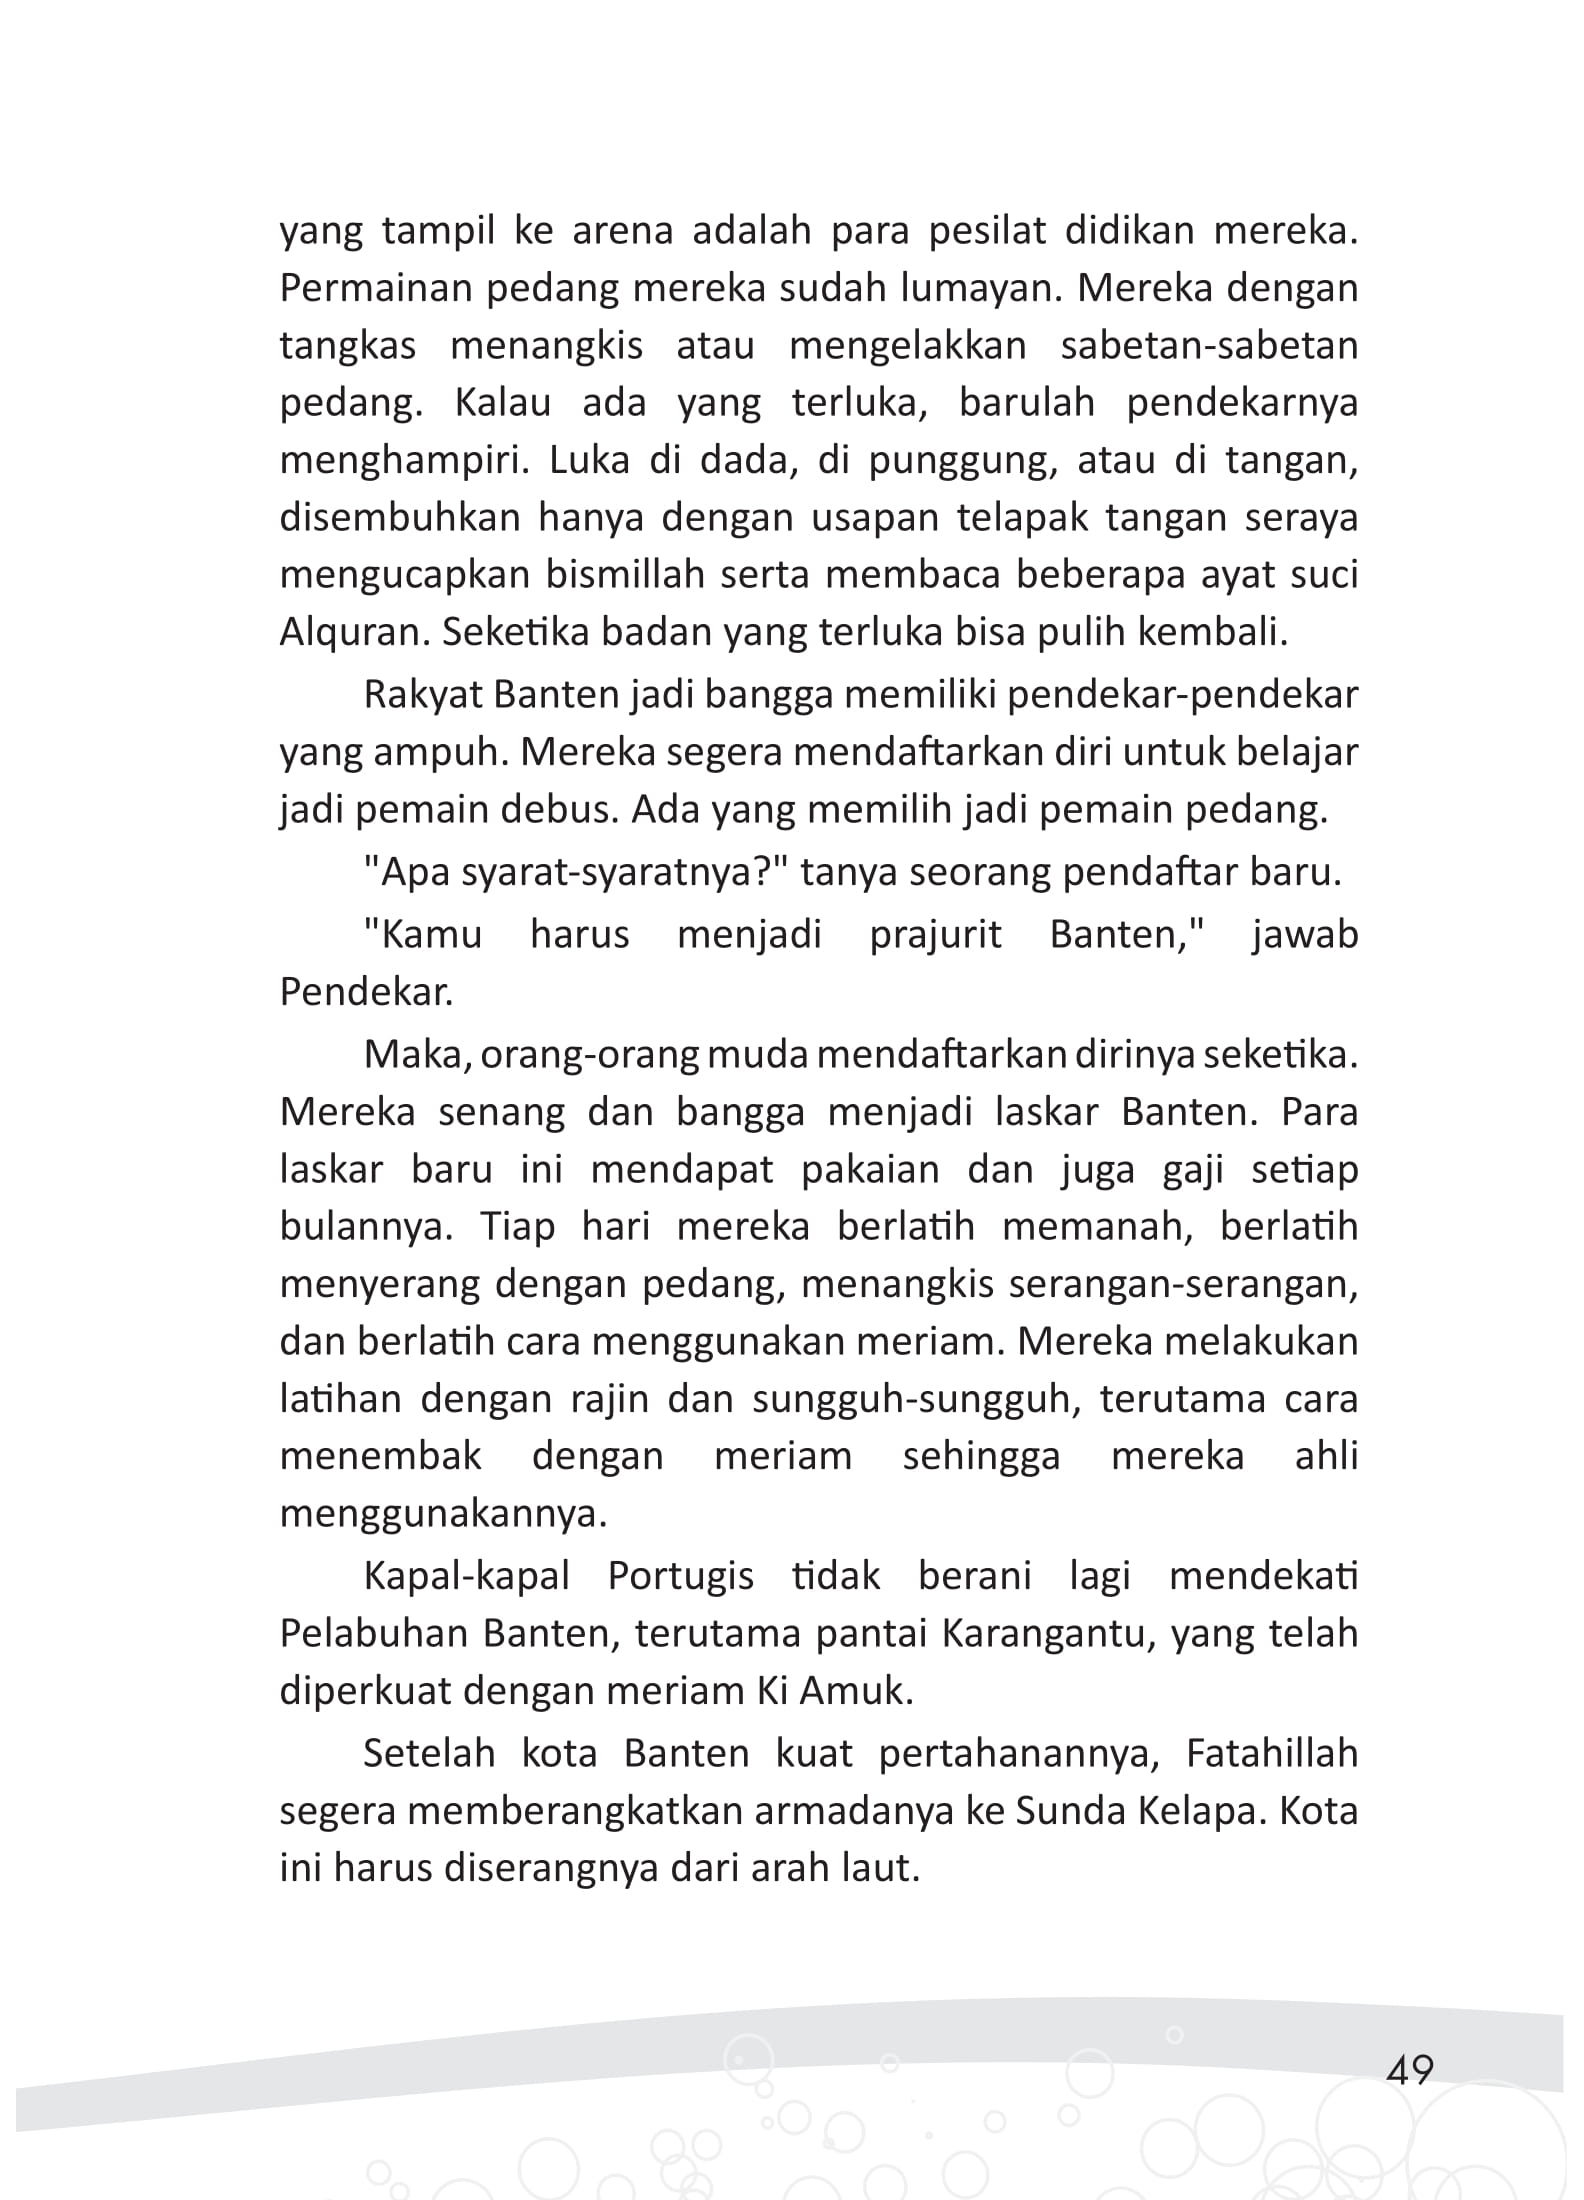 yang tampil ke arena adalah para pesilat didikan mereka.
Permainan pedang mereka sudah lumayan. Mereka dengan
tangkas menangkis atau mengelakkan sabetan-sabetan
pedang. Kalau ada yang terluka, barulah pendekarnya
menghampiri. Luka di dada, di punggung, atau di tangan,
disembuhkan hanya dengan usapan telapak tangan seraya
mengucapkan bismillah serta membaca beberapa ayat suci
Alquran. Seketika badan yang terluka bisa pulih kembali.
Rakyat Banten jadi bangga memiliki pendekar-pendekar
yang ampuh. Mereka segera mendaftarkan diri untuk belajar
jadi pemain debus. Ada yang memilih jadi pemain pedang.
"Apa syarat-syaratnya?" tanya seorang pendaftar baru.
"Kamu harus menjadi prajurit Banten," jawab
Pendekar.
Maka, orang-orang muda mendaftarkan dirinya seketika.
Mereka senang dan bangga menjadi laskar Banten. Para
laskar baru ini mendapat pakaian dan juga gaji setiap
bulannya. Tiap hari mereka berlatih memanah, berlatih
menyerang dengan pedang, menangkis serangan-serangan,
dan berlatih cara menggunakan meriam. Mereka melakukan
latihan dengan rajin dan sungguh-sungguh, terutama cara
menembak dengan meriam sehingga mereka ahli
menggunakannya.
Kapal-kapal Portugis tidak berani lagi mendekati
Pelabuhan Banten, terutama pantai Karangantu, yang telah
diperkuat dengan meriam Ki Amuk.
Setelah kota Banten kuat pertahanannya, Fatahillah
segera memberangkatkan armadanya ke Sunda Kelapa. Kota
ini harus diserangnya dari arah laut.
49